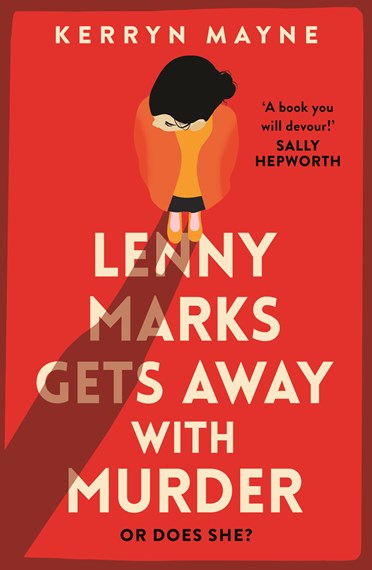 KERRYN MAYNE
‘A book you
will devour!’
SALLY
HEPWORTH
LENNY
MARKS
GETS AWAY
WITH
MURDER
OR DOES SHE?